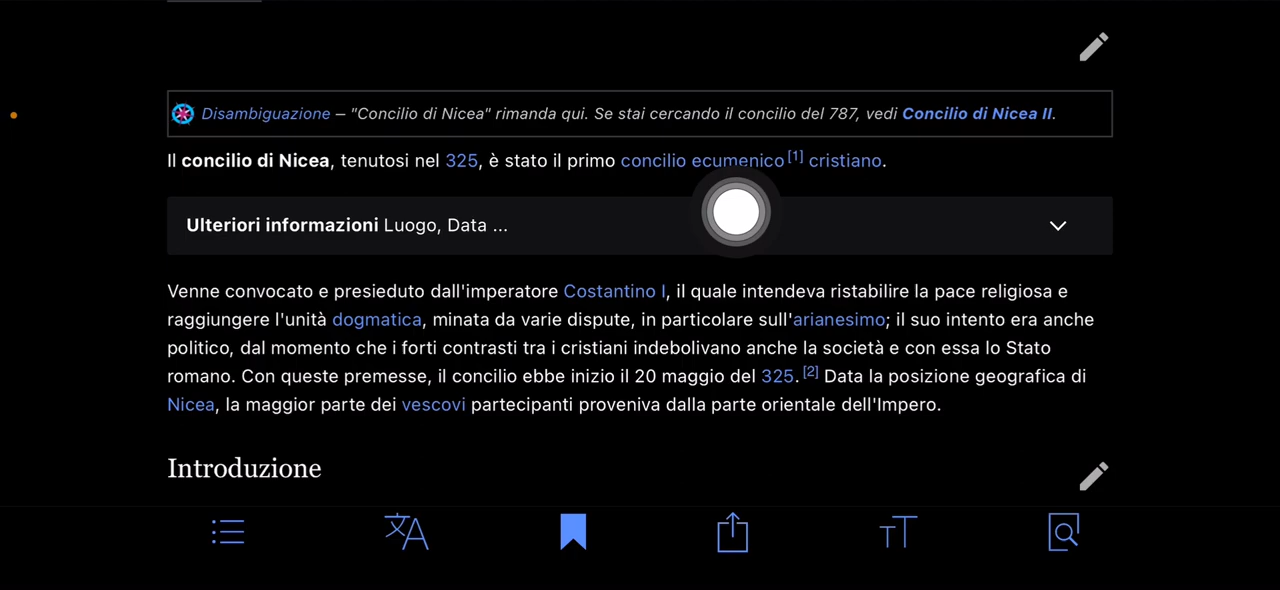 Disambiguazione – "Concilio di Nicea" rimanda qui. Se stai cercando il concilio del 787, vedi Concilio di Nicea II.
Il concilio di Nicea, tenutosi nel 325, è stato il primo concilio ecumenico[1] cristiano.
Ulteriori informazioni Luogo, Data ...
Venne convocato e presieduto dall'imperatore Costantino I, il quale intendeva ristabilire la pace religiosa e
raggiungere l'unità dogmatica, minata da varie dispute, in particolare sull'arianesimo; il suo intento era anche
politico, dal momento che i forti contrasti tra i cristiani indebolivano anche la società e con essa lo Stato
romano. Con queste premesse, il concilio ebbe inizio il 20 maggio del 325.[2] Data la posizione geografica di
Nicea, la maggior parte dei vescovi partecipanti proveniva dalla parte orientale dell'Impero.
Introduzione